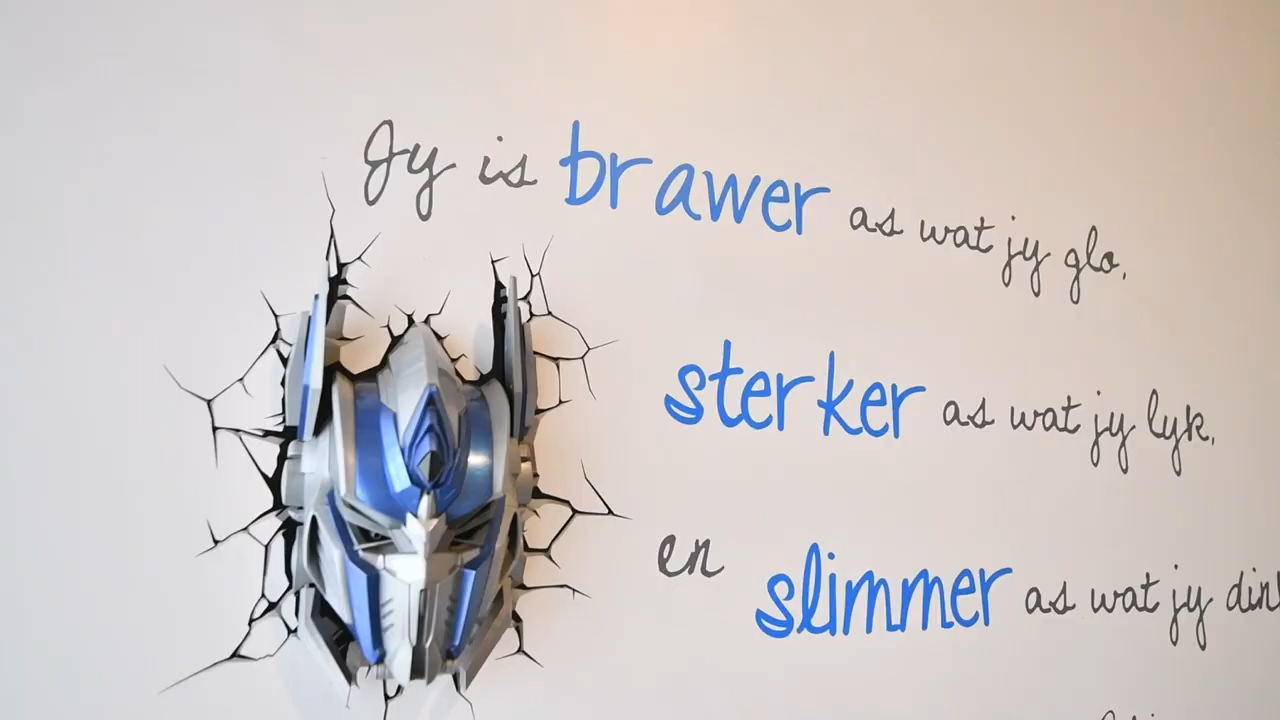 Jy is brawer as wat jy glo,
sterker as wat jy lyk,
en slimmer as wat jy